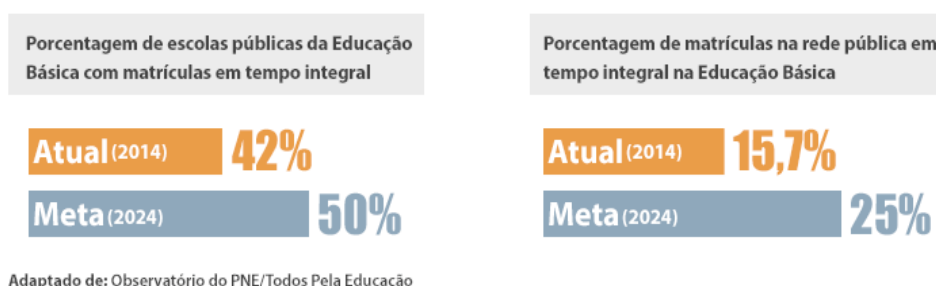 Porcentagem de escolas públicas da Educação
Básica com matrículas em tempo integral
Atual (2014) 42%
Meta (2024) 50%
Porcentagem de matrículas na rede pública em
tempo integral na Educação Básica
Atual (2014) 15,7%
Meta (2024) 25%
Adaptado de: Observatório do PNE/Todos Pela Educação